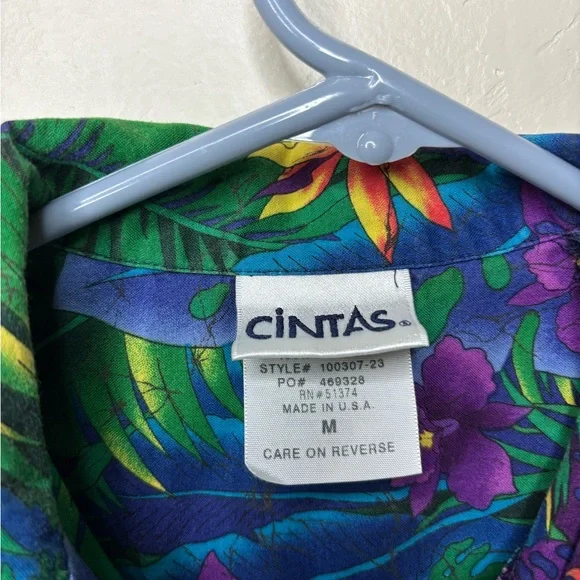 CiNTAS®
STYLE# 100307-23
PO# 469328
RN#51374
MADE IN U.S.A.
M
CARE ON REVERSE